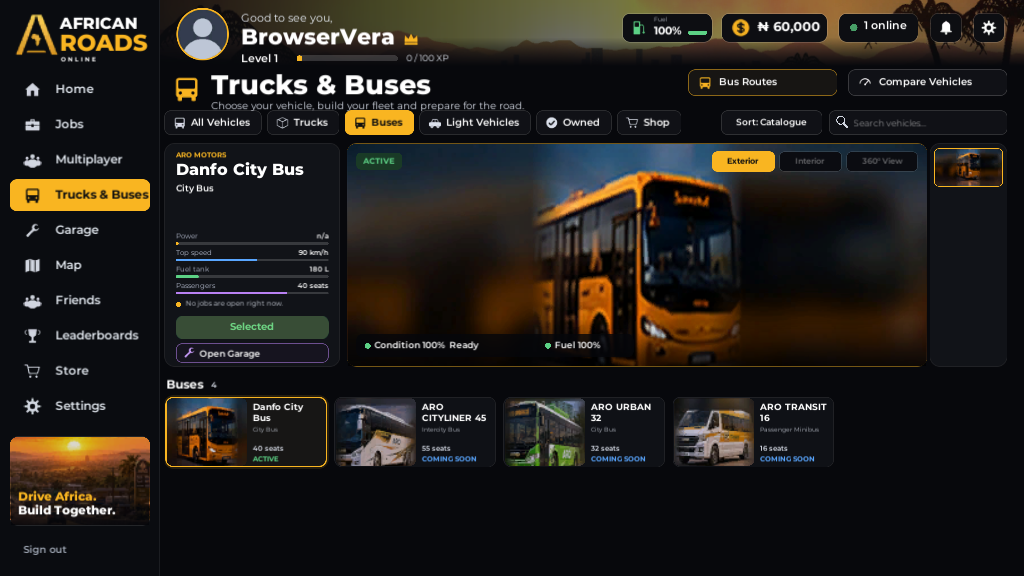 AFRICAN
ROADS
ONLINE
Home
Jobs
Multiplayer
Trucks & Buses
Garage
Map
Friends
Leaderboards
Store
Settings
Drive Africa.
Build Together.
Sign out
Good to see you,
BrowserVera
Level 1
0 / 100 XP
Fuel
100%
₦ 60,000
1 online
Trucks & Buses
Choose your vehicle, build your fleet and prepare for the road.
Bus Routes
Compare Vehicles
All Vehicles
Trucks
Buses
Light Vehicles
Owned
Shop
Sort: Catalogue
Search vehicles...
ARO MOTORS
Danfo City Bus
City Bus
Power n/a
Top speed 90 km/h
Fuel tank 180 L
Passengers 40 seats
No jobs are open right now.
Selected
Open Garage
ACTIVE
Exterior
Interior
360° View
Condition 100% Ready
Fuel 100%
Buses 4
Danfo City
Bus
City Bus
40 seats
ACTIVE
ARO
CITYLINER 45
Intercity Bus
55 seats
COMING SOON
ARO URBAN
32
City Bus
32 seats
COMING SOON
ARO TRANSIT
16
Passenger Minibus
16 seats
COMING SOON